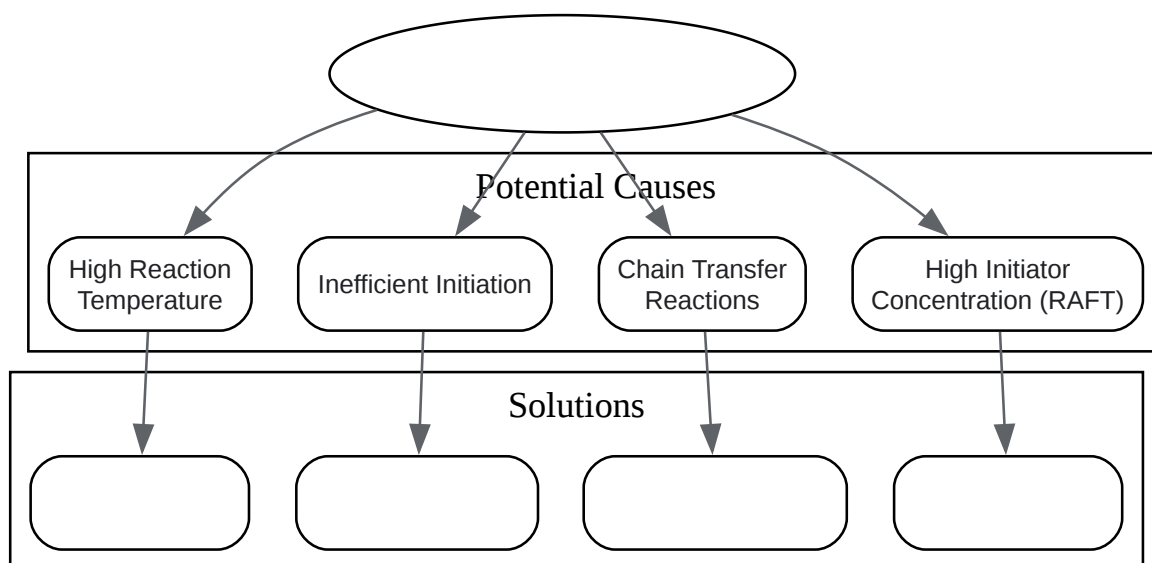 Potential Causes
High Reaction
Temperature
Inefficient Initiation
Chain Transfer
Reactions
High Initiator
Concentration (RAFT)
Solutions